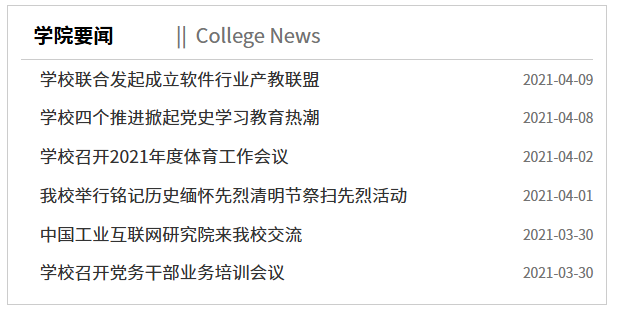 学院要闻 || College News
学校联合发起成立软件行业产教联盟 2021-04-09
学校四个推进掀起党史学习教育热潮 2021-04-08
学校召开2021年度体育工作会议 2021-04-02
我校举行铭记历史缅怀先烈清明节祭扫先烈活动 2021-04-01
中国工业互联网研究院来我校交流 2021-03-30
学校召开党务干部业务培训会议 2021-03-30